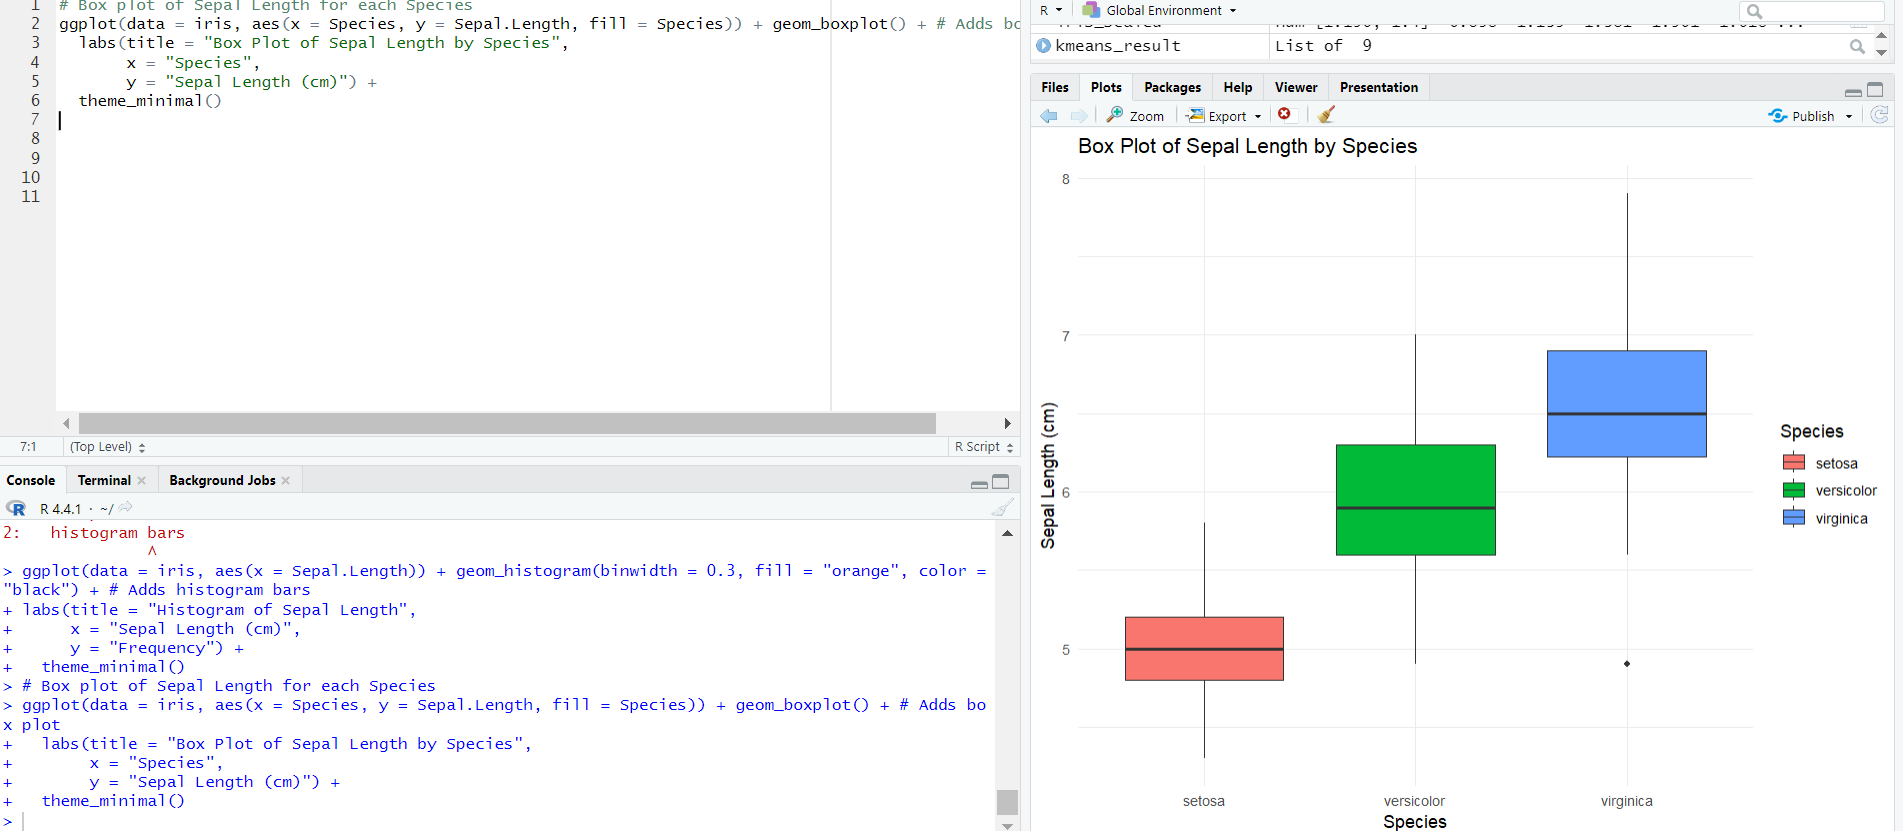 1 # Box plot of Sepal Length for each Species
2 ggplot(data = iris, aes(x = Species, y = Sepal.Length, fill = Species)) + geom_boxplot() + # Adds bo
3   labs(title = "Box Plot of Sepal Length by Species",
4        x = "Species",
5        y = "Sepal Length (cm)") +
6   theme_minimal()
7
8
9
10
11
7:1 (Top Level) R Script
Console Terminal Background Jobs
R 4.4.1 · ~/
2:   histogram bars
^
> ggplot(data = iris, aes(x = Sepal.Length)) + geom_histogram(binwidth = 0.3, fill = "orange", color =
"black") + # Adds histogram bars
+ labs(title = "Histogram of Sepal Length",
+      x = "Sepal Length (cm)",
+      y = "Frequency") +
+   theme_minimal()
> # Box plot of Sepal Length for each Species
> ggplot(data = iris, aes(x = Species, y = Sepal.Length, fill = Species)) + geom_boxplot() + # Adds bo
x plot
+   labs(title = "Box Plot of Sepal Length by Species",
+        x = "Species",
+        y = "Sepal Length (cm)") +
+   theme_minimal()
>
R Global Environment
kmeans_result List of 9
Files Plots Packages Help Viewer Presentation
Zoom Export Publish
Box Plot of Sepal Length by Species
8
7
6
5
Sepal Length (cm)
setosa versicolor virginica
Species
Species
setosa
versicolor
virginica